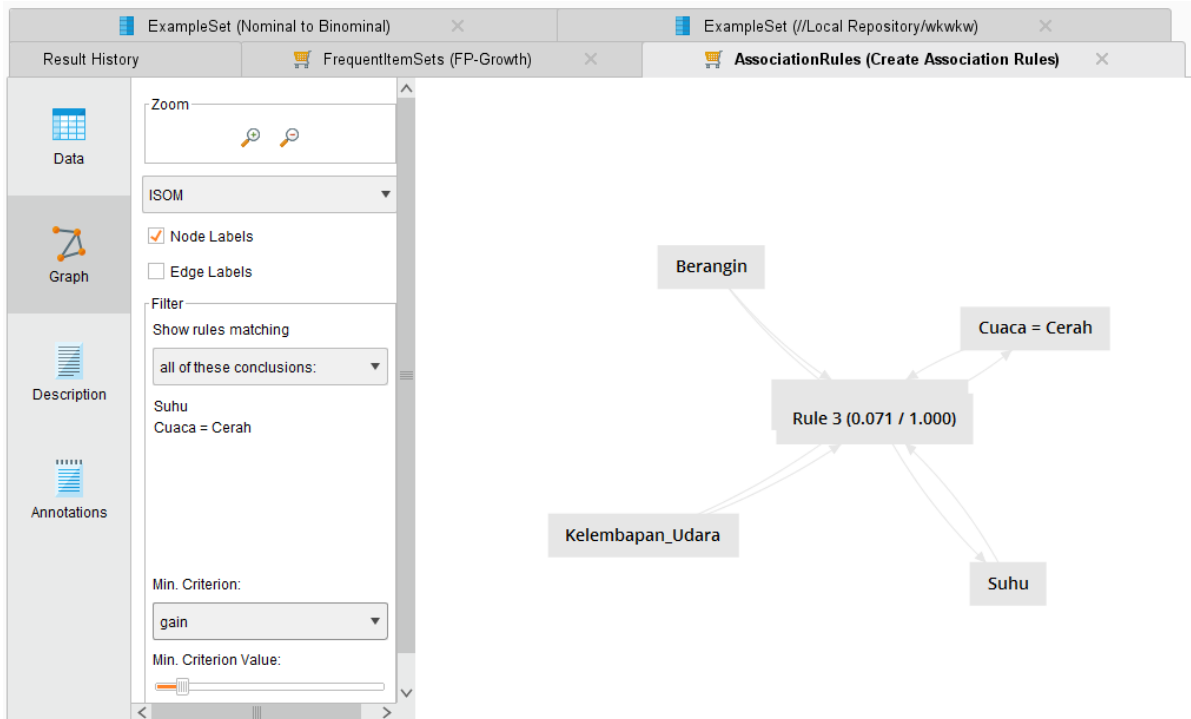 ExampleSet (Nominal to Binominal)
ExampleSet (//Local Repository/wkwkw)
Result History
FrequentItemSets (FP-Growth)
AssociationRules (Create Association Rules)
Data
Graph
Description
Annotations
Zoom
ISOM
Node Labels
Edge Labels
Filter
Show rules matching
all of these conclusions:
Suhu
Cuaca = Cerah
Min. Criterion:
gain
Min. Criterion Value:
Berangin
Cuaca = Cerah
Rule 3 (0.071 / 1.000)
Kelembapan_Udara
Suhu